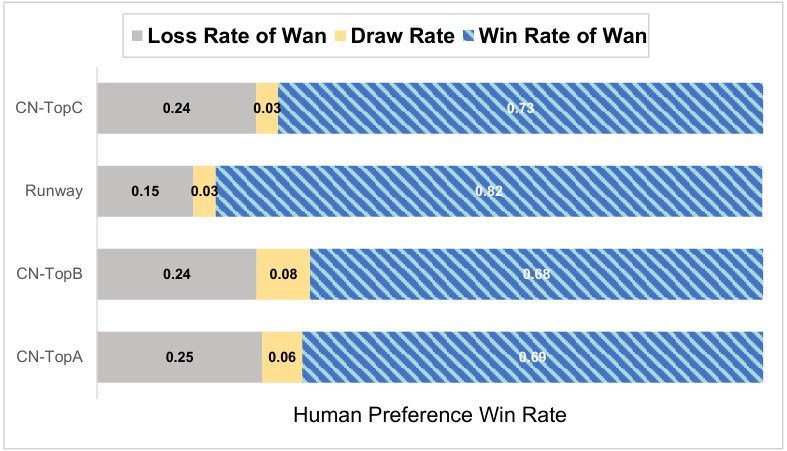 Loss Rate of Wan Draw Rate Win Rate of Wan
CN-TopC 0.24 0.03 0.73
Runway 0.15 0.03 0.82
CN-TopB 0.24 0.08 0.68
CN-TopA 0.25 0.06 0.69
Human Preference Win Rate